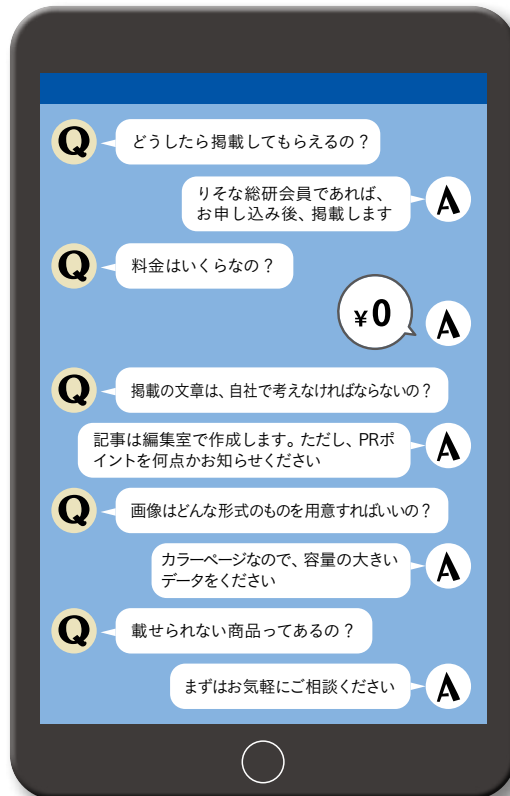 Q
どうしたら掲載してもらえるの？
りそな総研会員であれば、
お申し込み後、掲載します
A
Q
料金はいくらなの？
¥0
A
Q
掲載の文章は、自社で考えなければならないの？
記事は編集室で作成します。ただし、PRポ
イントを何点かお知らせください
A
Q
画像はどんな形式のものを用意すればいいの？
カラーページなので、容量の大きい
データをください
A
Q
載せられない商品ってあるの？
まずはお気軽にご相談ください
A